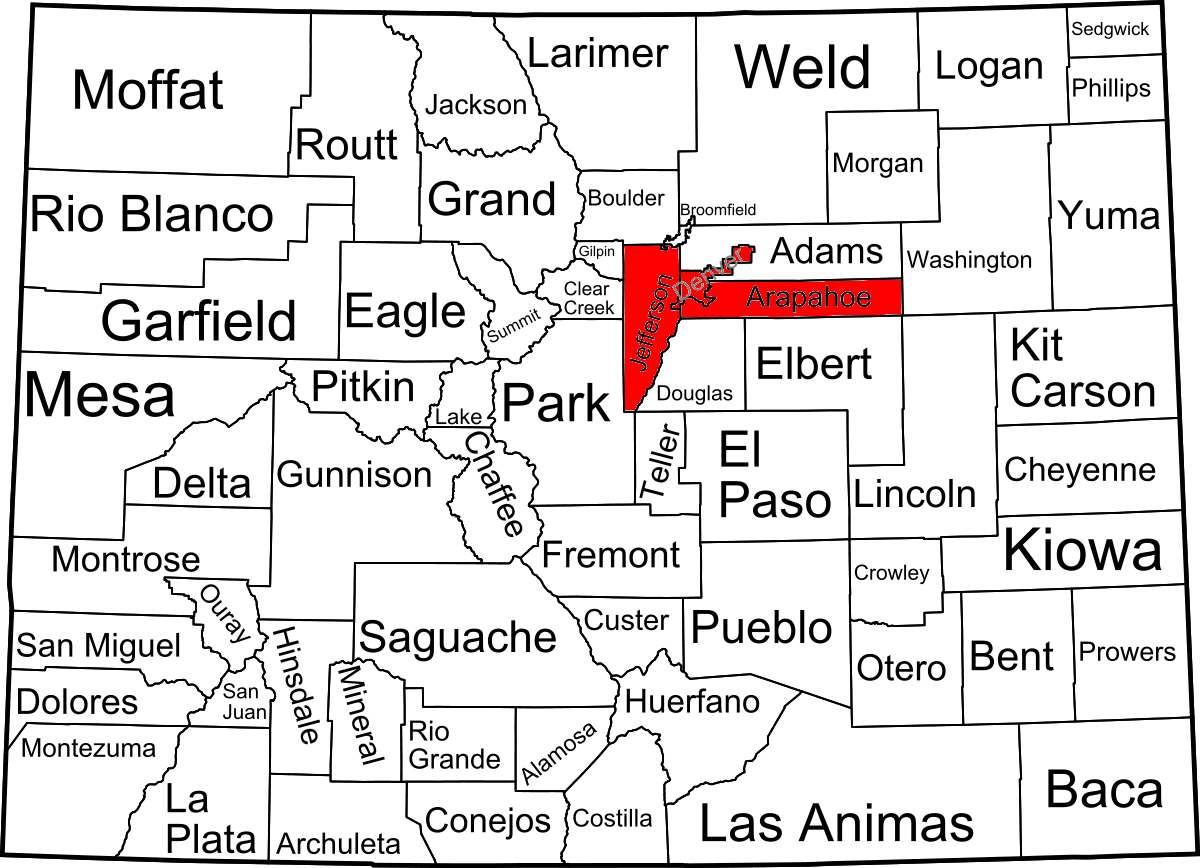 Sedgwick
Larimer
Weld
Logan
Moffat
Phillips
Jackson
Routt
Morgan
Grand
Boulder
Rio Blanco
Broomfield
Yuma
Gilpin
Adams
Washington
Denver
Clear
Creek
Arapahoe
Jefferson
Garfield
Eagle
Summit
Kit
Carson
Elbert
Mesa
Pitkin
Park
Douglas
Lake
Chaffee
Teller
El
Paso
Delta
Gunnison
Cheyenne
Lincoln
Montrose
Fremont
Kiowa
Crowley
Ouray
Custer
Pueblo
San Miguel
Hinsdale
Saguache
Otero
Bent
Prowers
Dolores
San
Juan
Mineral
Huerfano
Rio
Grande
Alamosa
Montezuma
La
Plata
Archuleta
Conejos
Costilla
Las Animas
Baca